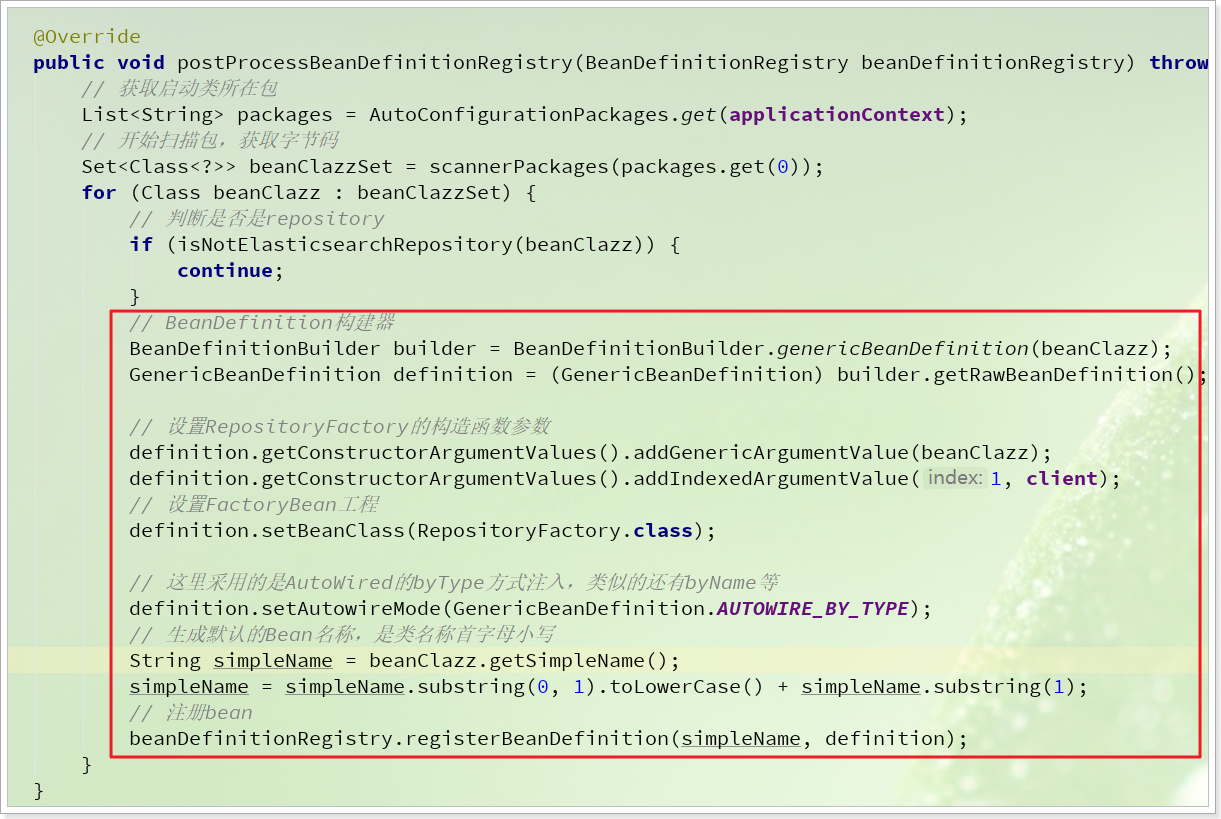 @Override
public void postProcessBeanDefinitionRegistry(BeanDefinitionRegistry beanDefinitionRegistry) throw
// 获取启动类所在包
List<String> packages = AutoConfigurationPackages.get(applicationContext);
// 开始扫描包，获取字节码
Set<Class<?>> beanClazzSet = scannerPackages(packages.get(0));
for (Class beanClazz : beanClazzSet) {
// 判断是否是repository
if (isNotElasticsearchRepository(beanClazz)) {
continue;
}
// BeanDefinition构建器
BeanDefinitionBuilder builder = BeanDefinitionBuilder.genericBeanDefinition(beanClazz);
GenericBeanDefinition definition = (GenericBeanDefinition) builder.getRawBeanDefinition();
// 设置RepositoryFactory的构造函数参数
definition.getConstructorArgumentValues().addGenericArgumentValue(beanClazz);
definition.getConstructorArgumentValues().addIndexedArgumentValue( index: 1, client);
// 设置FactoryBean工程
definition.setBeanClass(RepositoryFactory.class);
// 这里采用的是AutoWired的byType方式注入，类似的还有byName等
definition.setAutowireMode(GenericBeanDefinition.AUTOWIRE_BY_TYPE);
// 生成默认的Bean名称，是类名称首字母小写
String simpleName = beanClazz.getSimpleName();
simpleName = simpleName.substring(0, 1).toLowerCase() + simpleName.substring(1);
// 注册bean
beanDefinitionRegistry.registerBeanDefinition(simpleName, definition);
}
}